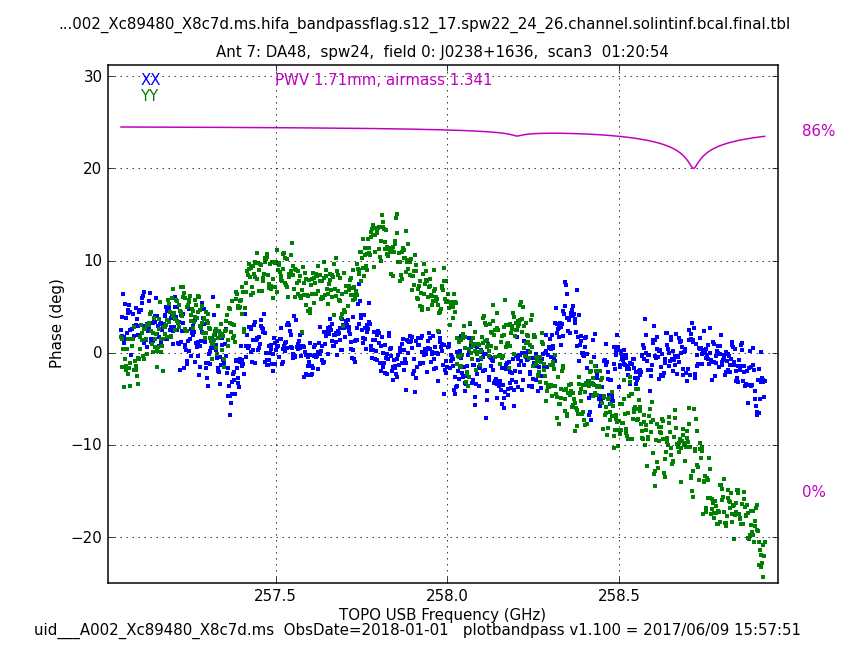 ...002_Xc89480_X8c7d.ms.hifa_bandpassflag.s12_17.spw22_24_26.channel.solintinf.bcal.final.tbl
Ant 7: DA48, spw24, field 0: J0238+1636, scan3 01:20:54
XX
PWV 1.71mm, airmass 1.341
YY
30
20
10
0
−10
−20
86%
0%
Phase (deg)
257.5
258.0
258.5
TOPO USB Frequency (GHz)
uid___A002_Xc89480_X8c7d.ms ObsDate=2018-01-01 plotbandpass v1.100 = 2017/06/09 15:57:51